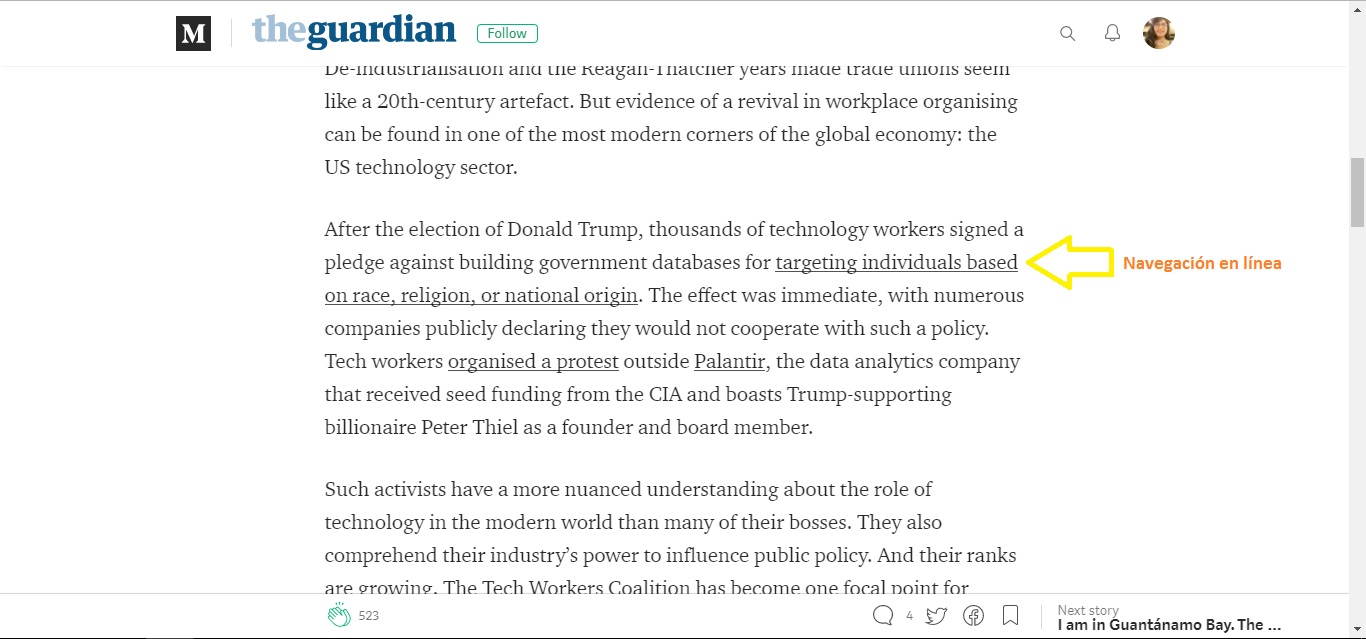 M
theguardian
Follow
De-industrialisation and the Reagan-Thatcher years made trade unions seem
like a 20th-century artefact. But evidence of a revival in workplace organising
can be found in one of the most modern corners of the global economy: the
US technology sector.
After the election of Donald Trump, thousands of technology workers signed a
pledge against building government databases for targeting individuals based
Navegación en línea
on race, religion, or national origin. The effect was immediate, with numerous
companies publicly declaring they would not cooperate with such a policy.
Tech workers organised a protest outside Palantir, the data analytics company
that received seed funding from the CIA and boasts Trump-supporting
billionaire Peter Thiel as a founder and board member.
Such activists have a more nuanced understanding about the role of
technology in the modern world than many of their bosses. They also
comprehend their industry’s power to influence public policy. And their ranks
are growing. The Tech Workers Coalition has become one focal point for
523
4
Next story
I am in Guantánamo Bay. The ...